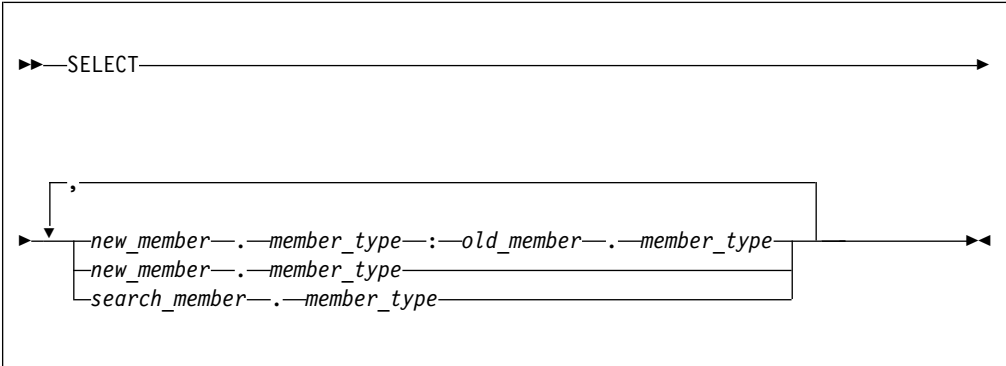 SELECT
,
new_member . member_type : old_member . member_type
new_member . member_type
search_member . member_type